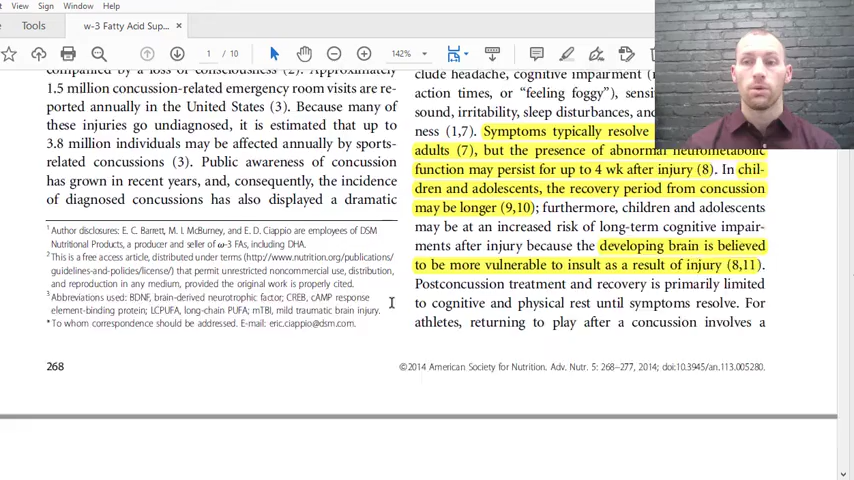 View Sign Window Help
Tools
w-3 Fatty Acid Sup... ×
1 / 10
142%
companied by a loss of consciousness (2). Approximately
1.5 million concussion-related emergency room visits are re-
ported annually in the United States (3). Because many of
these injuries go undiagnosed, it is estimated that up to
3.8 million individuals may be affected annually by sports-
related concussions (3). Public awareness of concussion
has grown in recent years, and, consequently, the incidence
of diagnosed concussions has also displayed a dramatic
1 Author disclosures: E. C. Barrett, M. I. McBurney, and E. D. Ciappio are employees of DSM
Nutritional Products, a producer and seller of ω-3 FAs, including DHA.
2 This is a free access article, distributed under terms (http://www.nutrition.org/publications/
guidelines-and-policies/license/) that permit unrestricted noncommercial use, distribution,
and reproduction in any medium, provided the original work is properly cited.
3 Abbreviations used: BDNF, brain-derived neurotrophic factor; CREB, cAMP response
element-binding protein; LCPUFA, long-chain PUFA; mTBI, mild traumatic brain injury.
* To whom correspondence should be addressed. E-mail: eric.ciappio@dsm.com.
clude headache, cognitive impairment (
action times, or “feeling foggy”), sensi
sound, irritability, sleep disturbances, and
ness (1,7). Symptoms typically resolve
adults (7), but the presence of abnormal neurometabolic
function may persist for up to 4 wk after injury (8). In chil-
dren and adolescents, the recovery period from concussion
may be longer (9,10); furthermore, children and adolescents
may be at an increased risk of long-term cognitive impair-
ments after injury because the developing brain is believed
to be more vulnerable to insult as a result of injury (8,11).
Postconcussion treatment and recovery is primarily limited
to cognitive and physical rest until symptoms resolve. For
athletes, returning to play after a concussion involves a
268
©2014 American Society for Nutrition. Adv. Nutr. 5: 268–277, 2014; doi:10.3945/an.113.005280.